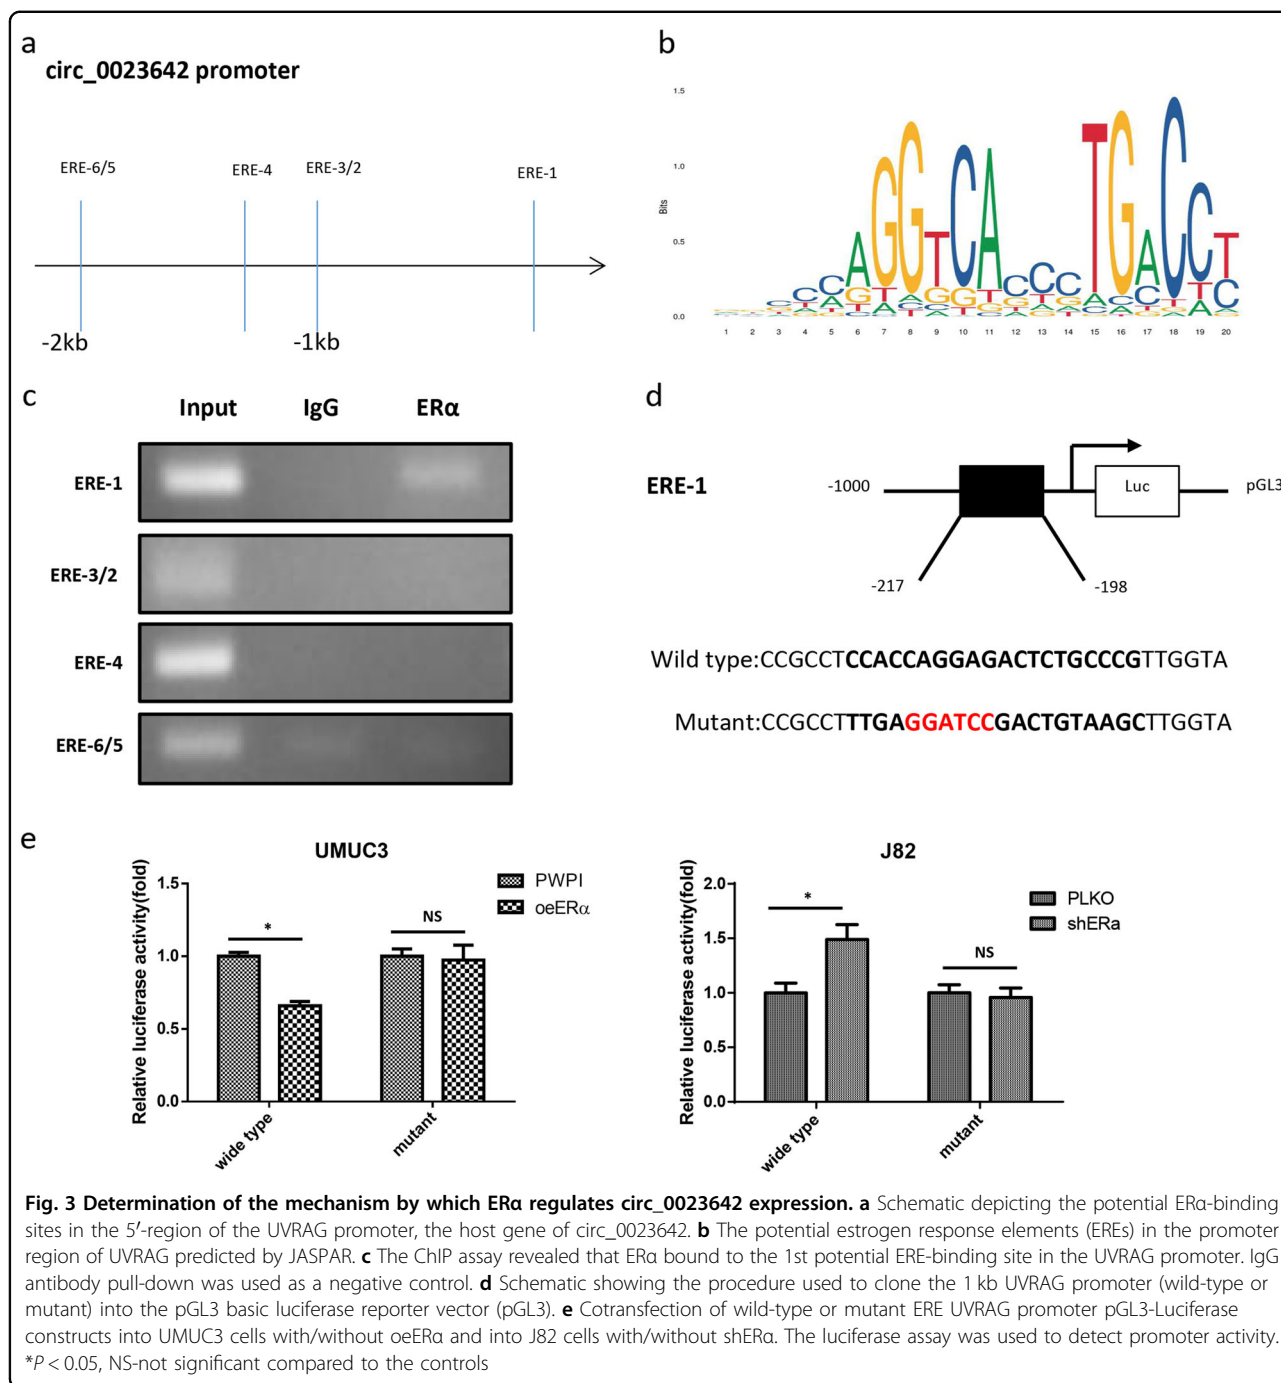 a
circ_0023642 promoter
ERE-6/5
ERE-4
ERE-3/2
ERE-1
-2kb
-1kb
b
Bits
1.5
1.0
0.5
0.0
1 2 3 4 5 6 7 8 9 10 11 12 13 14 15 16 17 18 19 20
c
Input IgG ERα
ERE-1
ERE-3/2
ERE-4
ERE-6/5
d
ERE-1
-1000
Luc
pGL3
-217
-198
Wild type:CCGCCTCCACCAGGAGACTCTGCCCGTTGGTA
Mutant:CCGCCTTTGAGGATCCGACTGTAAGCTTGGTA
e
UMUC3
Relative luciferase activity(fold)
1.5
1.0
0.5
0.0
*
NS
PWPI
oeERα
wide type
mutant
J82
Relative luciferase activity(fold)
2.0
1.5
1.0
0.5
0.0
*
NS
PLKO
shERa
wide type
mutant
Fig. 3 Determination of the mechanism by which ERα regulates circ_0023642 expression. a Schematic depicting the potential ERα-binding
sites in the 5′-region of the UVRAG promoter, the host gene of circ_0023642. b The potential estrogen response elements (EREs) in the promoter
region of UVRAG predicted by JASPAR. c The ChIP assay revealed that ERα bound to the 1st potential ERE-binding site in the UVRAG promoter. IgG
antibody pull-down was used as a negative control. d Schematic showing the procedure used to clone the 1 kb UVRAG promoter (wild-type or
mutant) into the pGL3 basic luciferase reporter vector (pGL3). e Cotransfection of wild-type or mutant ERE UVRAG promoter pGL3-Luciferase
constructs into UMUC3 cells with/without oeERα and into J82 cells with/without shERα. The luciferase assay was used to detect promoter activity.
*P < 0.05, NS-not significant compared to the controls